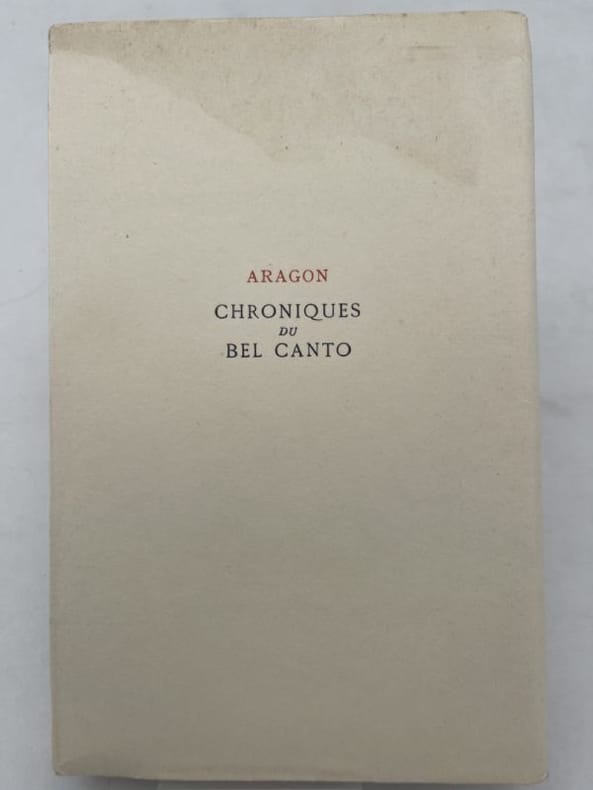 ARAGON
CHRONIQUES
DU
BEL CANTO